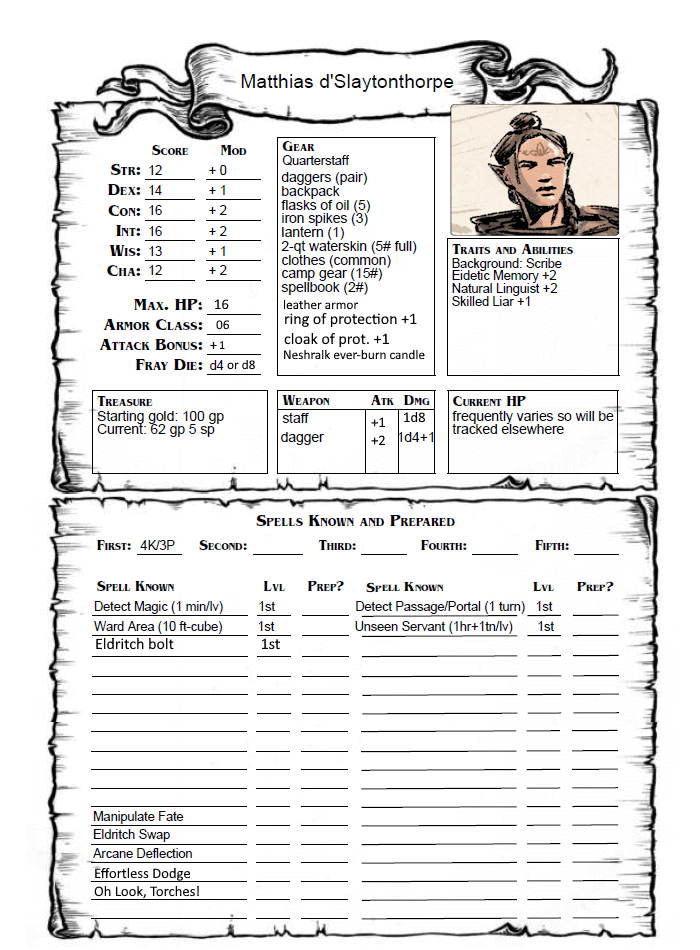 Matthias d'Slaytonthorpe
Score Mod
Str: 12 + 0
Dex: 14 + 1
Con: 16 + 2
Int: 16 + 2
Wis: 13 + 1
Cha: 12 + 2
Max. HP: 16
Armor Class: 06
Attack Bonus: +1
Fray Die: d4 or d8
Gear
Quarterstaff
daggers (pair)
backpack
flasks of oil (5)
iron spikes (3)
lantern (1)
2-qt waterskin (5# full)
clothes (common)
camp gear (15#)
spellbook (2#)
leather armor
ring of protection +1
cloak of prot. +1
Neshralk ever-burn candle
Traits and Abilities
Background: Scribe
Eidetic Memory +2
Natural Linguist +2
Skilled Liar +1
Treasure
Starting gold: 100 gp
Current: 62 gp 5 sp
Weapon Atk Dmg
staff +1 1d8
dagger +2 1d4+1
Current HP
frequently varies so will be
tracked elsewhere
Spells Known and Prepared
First: 4K/3P Second: Third: Fourth: Fifth:
Spell Known Lvl Prep? Spell Known Lvl Prep?
Detect Magic (1 min/lv) 1st Detect Passage/Portal (1 turn) 1st
Ward Area (10 ft-cube) 1st Unseen Servant (1hr+1tn/lv) 1st
Eldritch bolt 1st
Manipulate Fate
Eldritch Swap
Arcane Deflection
Effortless Dodge
Oh Look, Torches!